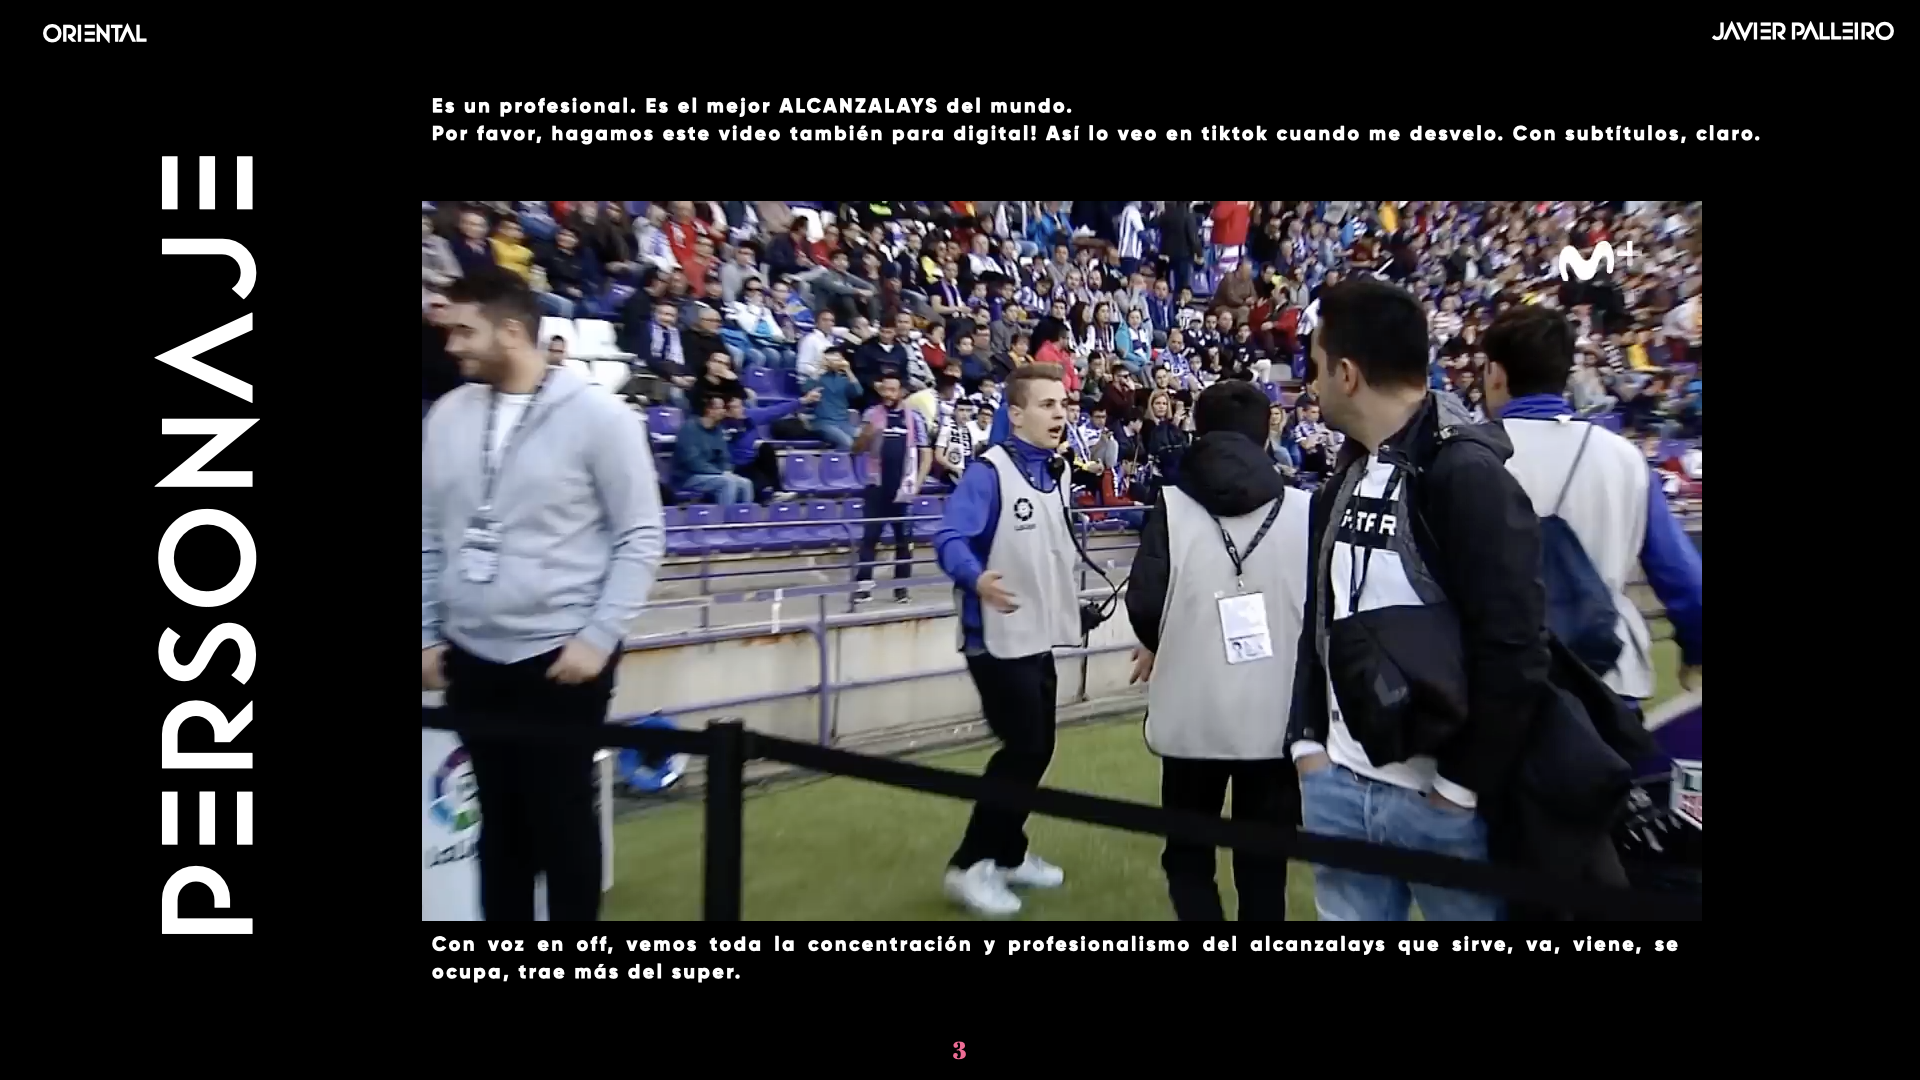 ORIENTAL
JAVIER PALLEIRO
Es un profesional. Es el mejor ALCANZALAYS del mundo.
Por favor, hagamos este video también para digital! Así lo veo en tiktok cuando me desvelo. Con subtítulos, claro.
PERSONAJE
M+
Con voz en off, vemos toda la concentración y profesionalismo del alcanzalays que sirve, va, viene, se
ocupa, trae más del super.
3